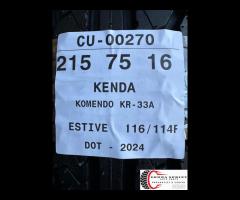 CU-00270
215 75 16
KENDA
KOMENDO KR-33A
ESTIVE 116/114R
DOT - 2024